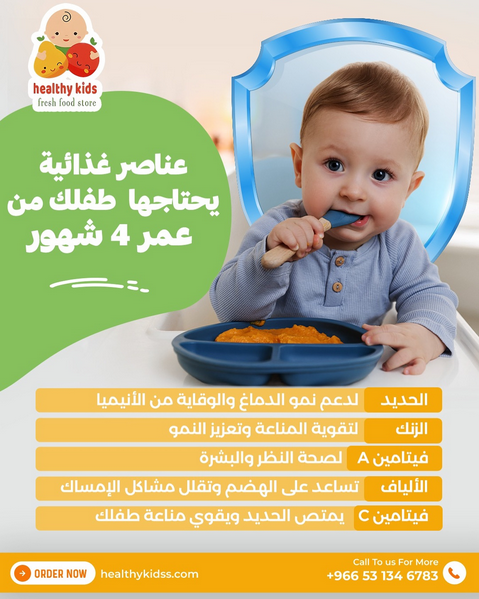 healthy kids
fresh food store
عناصر غذائية
يحتاجها طفلك من
عمر 4 شهور
الحديد لدعم نمو الدماغ والوقاية من الأنيميا
الزنك لتقوية المناعة وتعزيز النمو
فيتامين A لصحة النظر والبشرة
الألياف تساعد على الهضم وتقلل مشاكل الإمساك
فيتامين C يمتص الحديد ويقوي مناعة طفلك
ORDER NOW healthykidss.com
Call To us For More
+966 53 134 6783